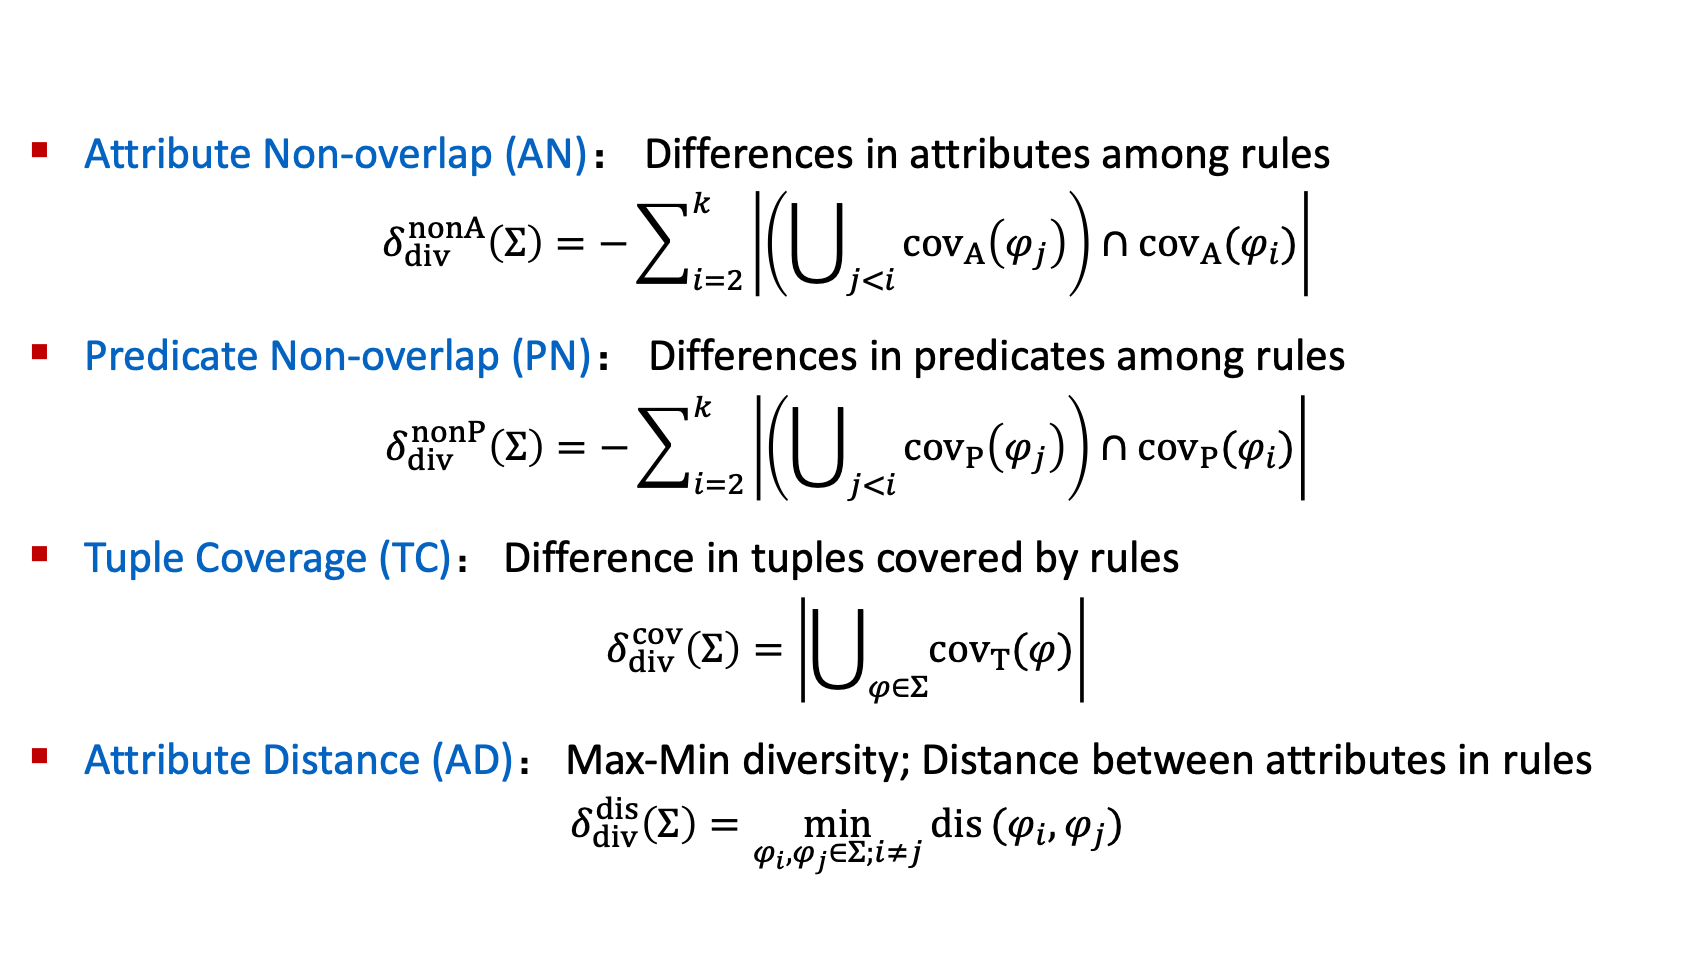 ▪ Attribute Non-overlap (AN)： Differences in attributes among rules
δ_div^nonA(Σ) = −∑_{i=2}^{k} |(⋃_{j<i} cov_A(φ_j)) ∩ cov_A(φ_i)|
▪ Predicate Non-overlap (PN)： Differences in predicates among rules
δ_div^nonP(Σ) = −∑_{i=2}^{k} |(⋃_{j<i} cov_P(φ_j)) ∩ cov_P(φ_i)|
▪ Tuple Coverage (TC)： Difference in tuples covered by rules
δ_div^cov(Σ) = |⋃_{φ∈Σ} cov_T(φ)|
▪ Attribute Distance (AD)： Max-Min diversity; Distance between attributes in rules
δ_div^dis(Σ) = min_{φ_i,φ_j∈Σ;i≠j} dis (φ_i, φ_j)